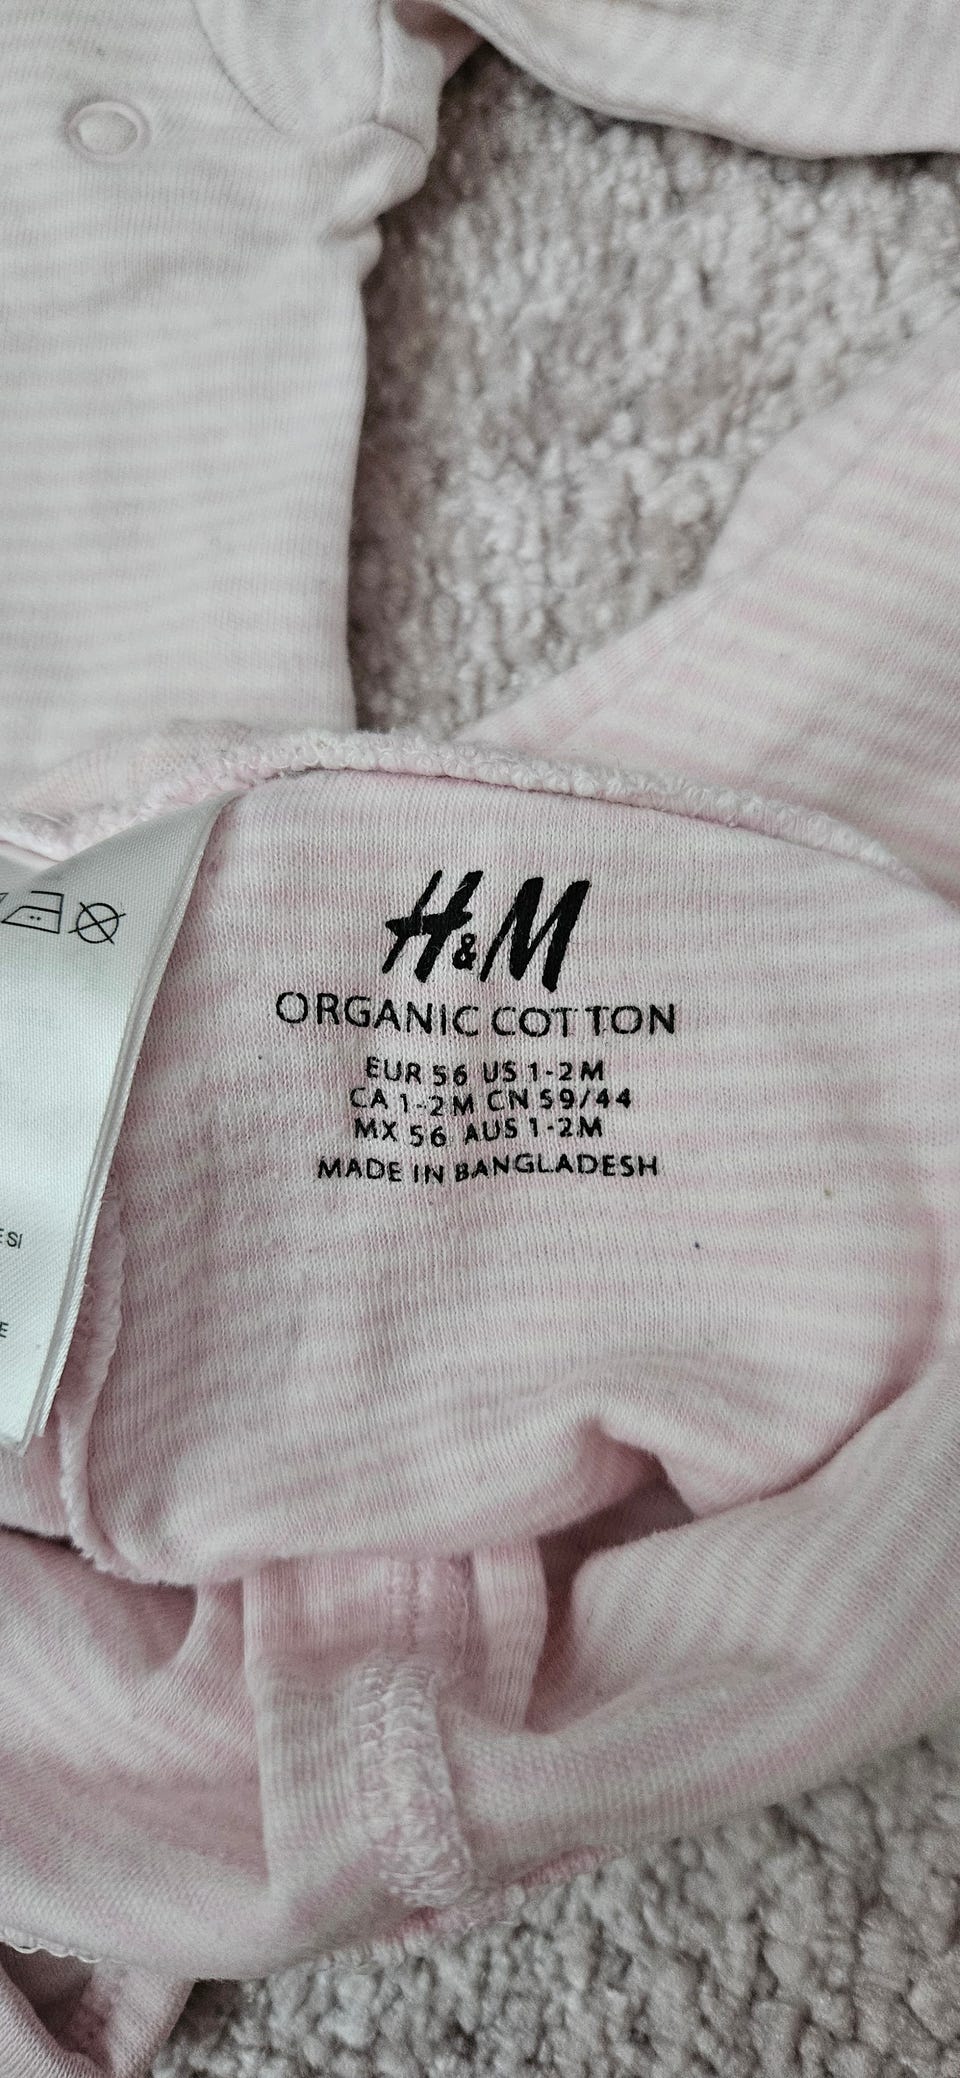 H&M
ORGANIC COTTON
EUR 56 US 1-2M
CA 1-2M CN 59/44
MX 56 AUS 1-2M
MADE IN BANGLADESH